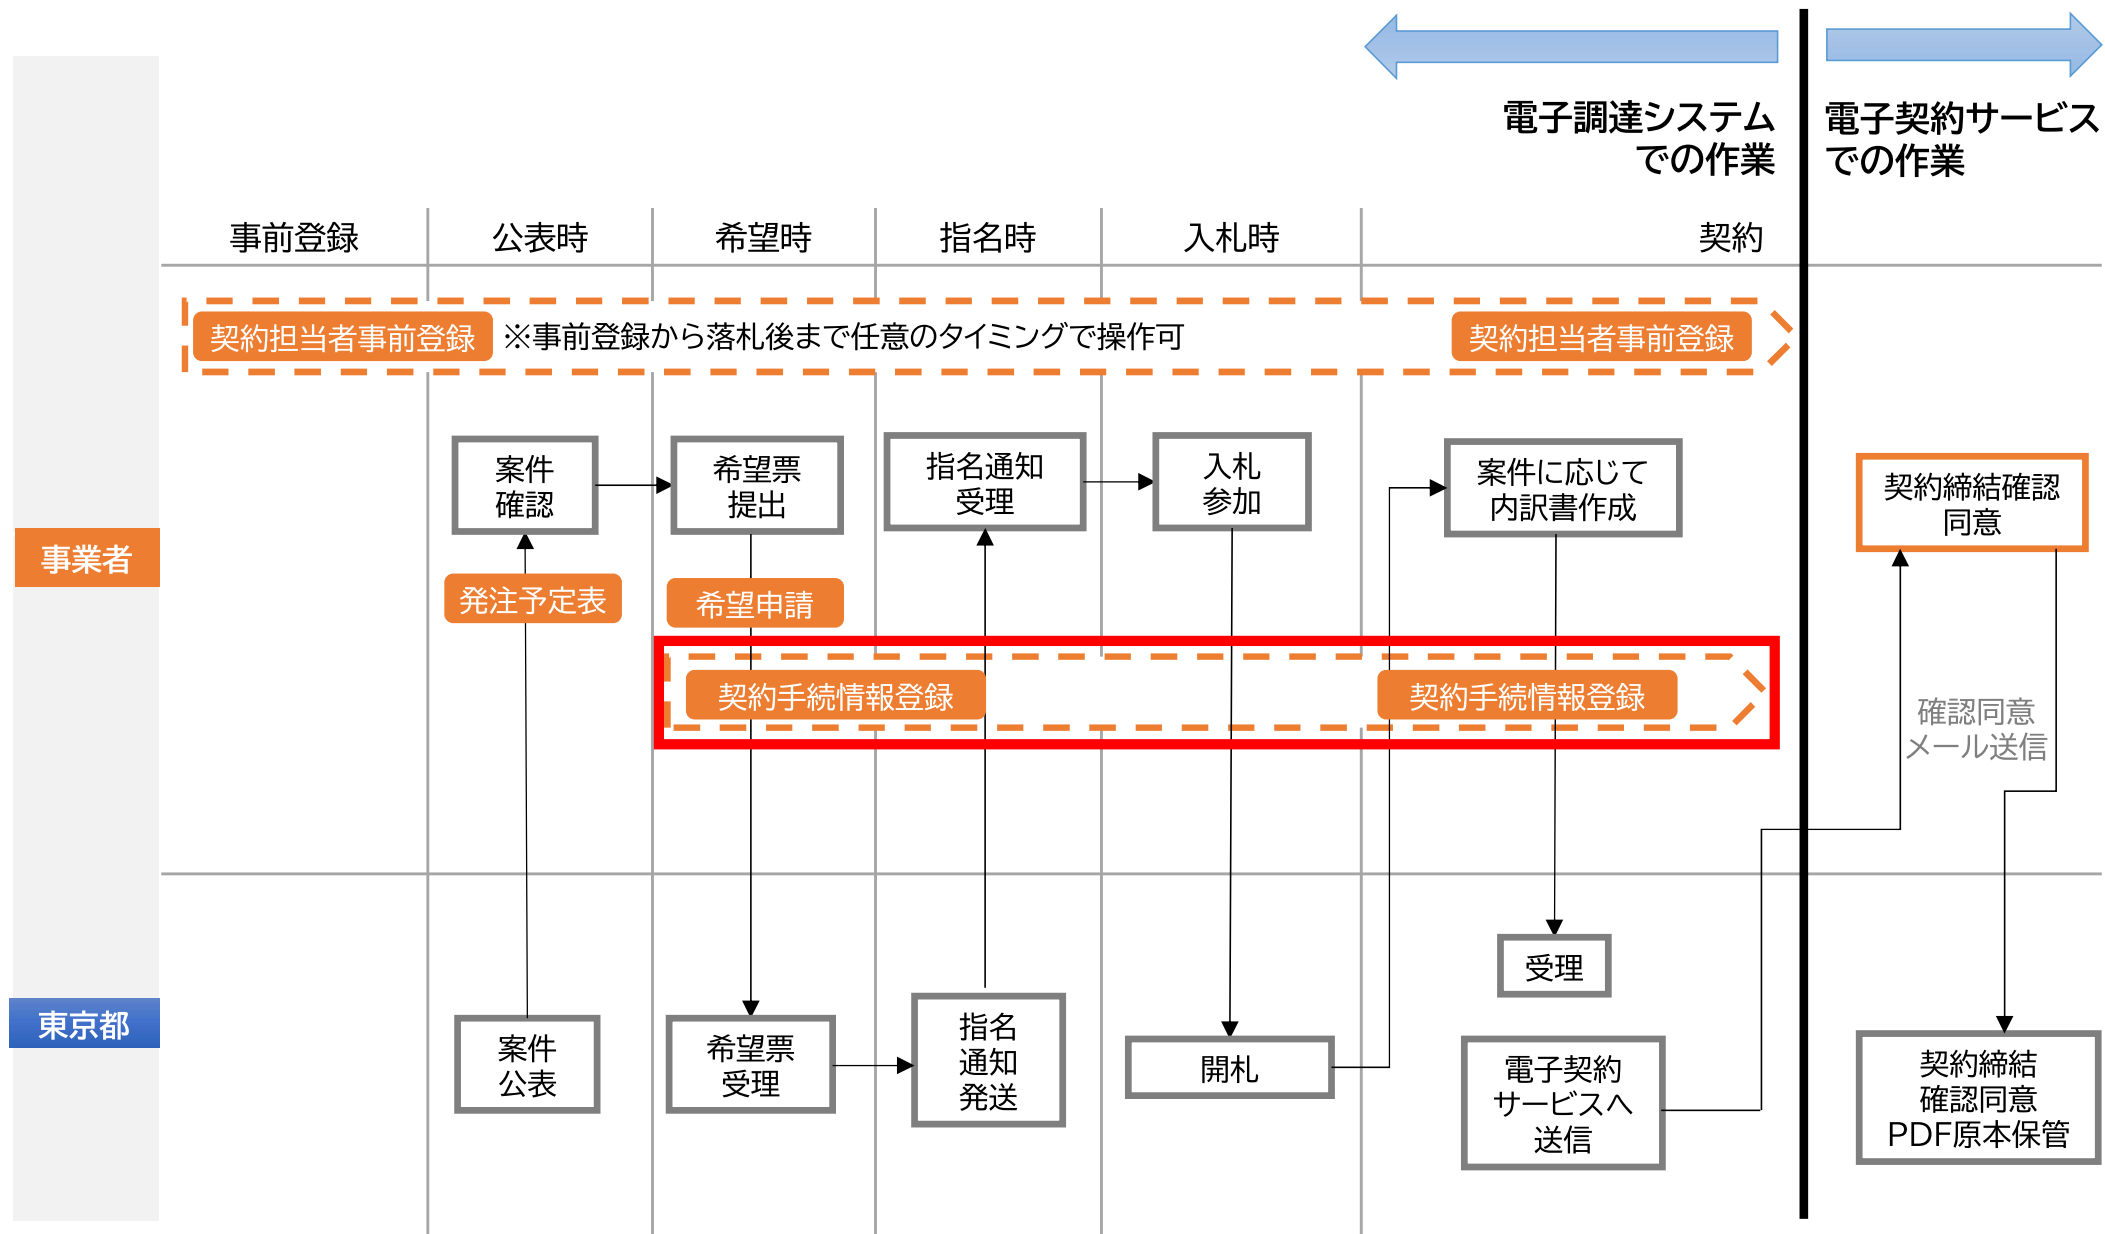 電子調達システム
での作業
電子契約サービス
での作業
事前登録
公表時
希望時
指名時
入札時
契約
契約担当者事前登録
※事前登録から落札後まで任意のタイミングで操作可
契約担当者事前登録
事業者
案件
確認
希望票
提出
指名通知
受理
入札
参加
案件に応じて
内訳書作成
契約締結確認
同意
発注予定表
希望申請
契約手続情報登録
契約手続情報登録
確認同意
メール送信
東京都
案件
公表
希望票
受理
指名
通知
発送
開札
受理
電子契約
サービスへ
送信
契約締結
確認同意
PDF原本保管